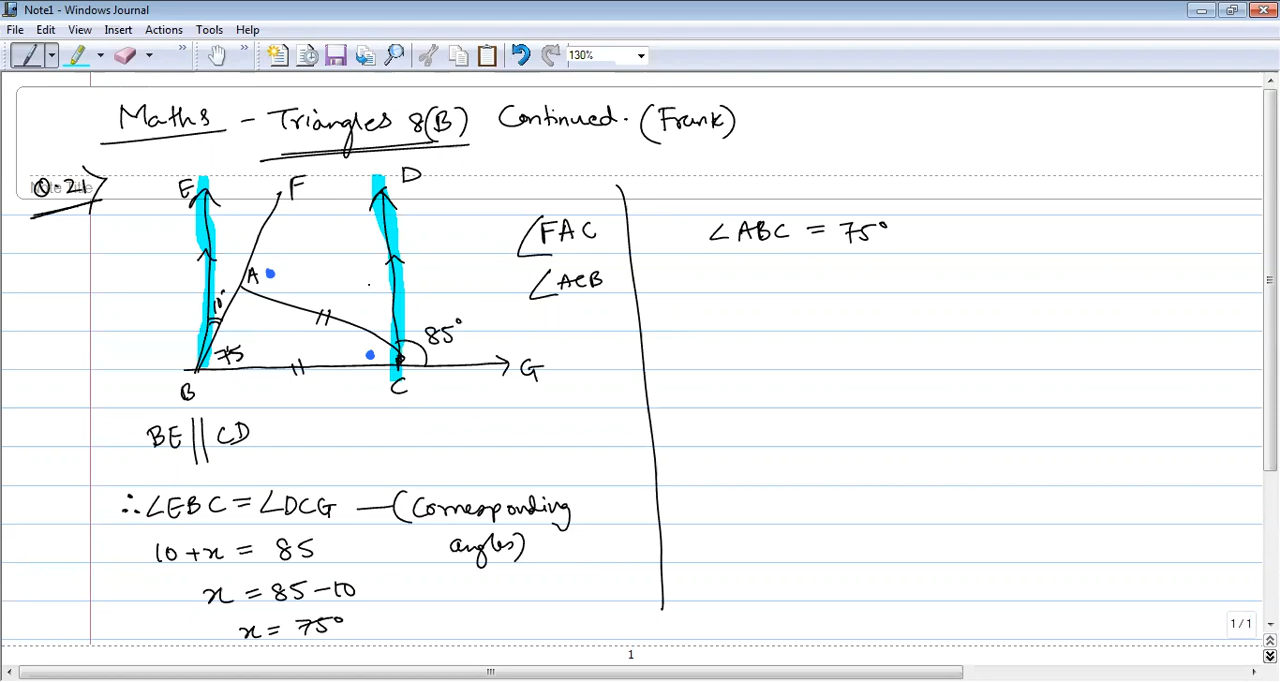 Note1 - Windows Journal
File Edit View Insert Actions Tools Help
130%
Maths - Triangles 8(B) Continued. (Frank)
Q.21
E F D
∠FAC
∠ABC = 75°
A
∠ACB
10°
85°
75
G
B C
BE || CD
∴ ∠EBC = ∠DCG — (Corresponding
angles)
10 + x = 85
x = 85 - 10
x = 75°
1 / 1
1